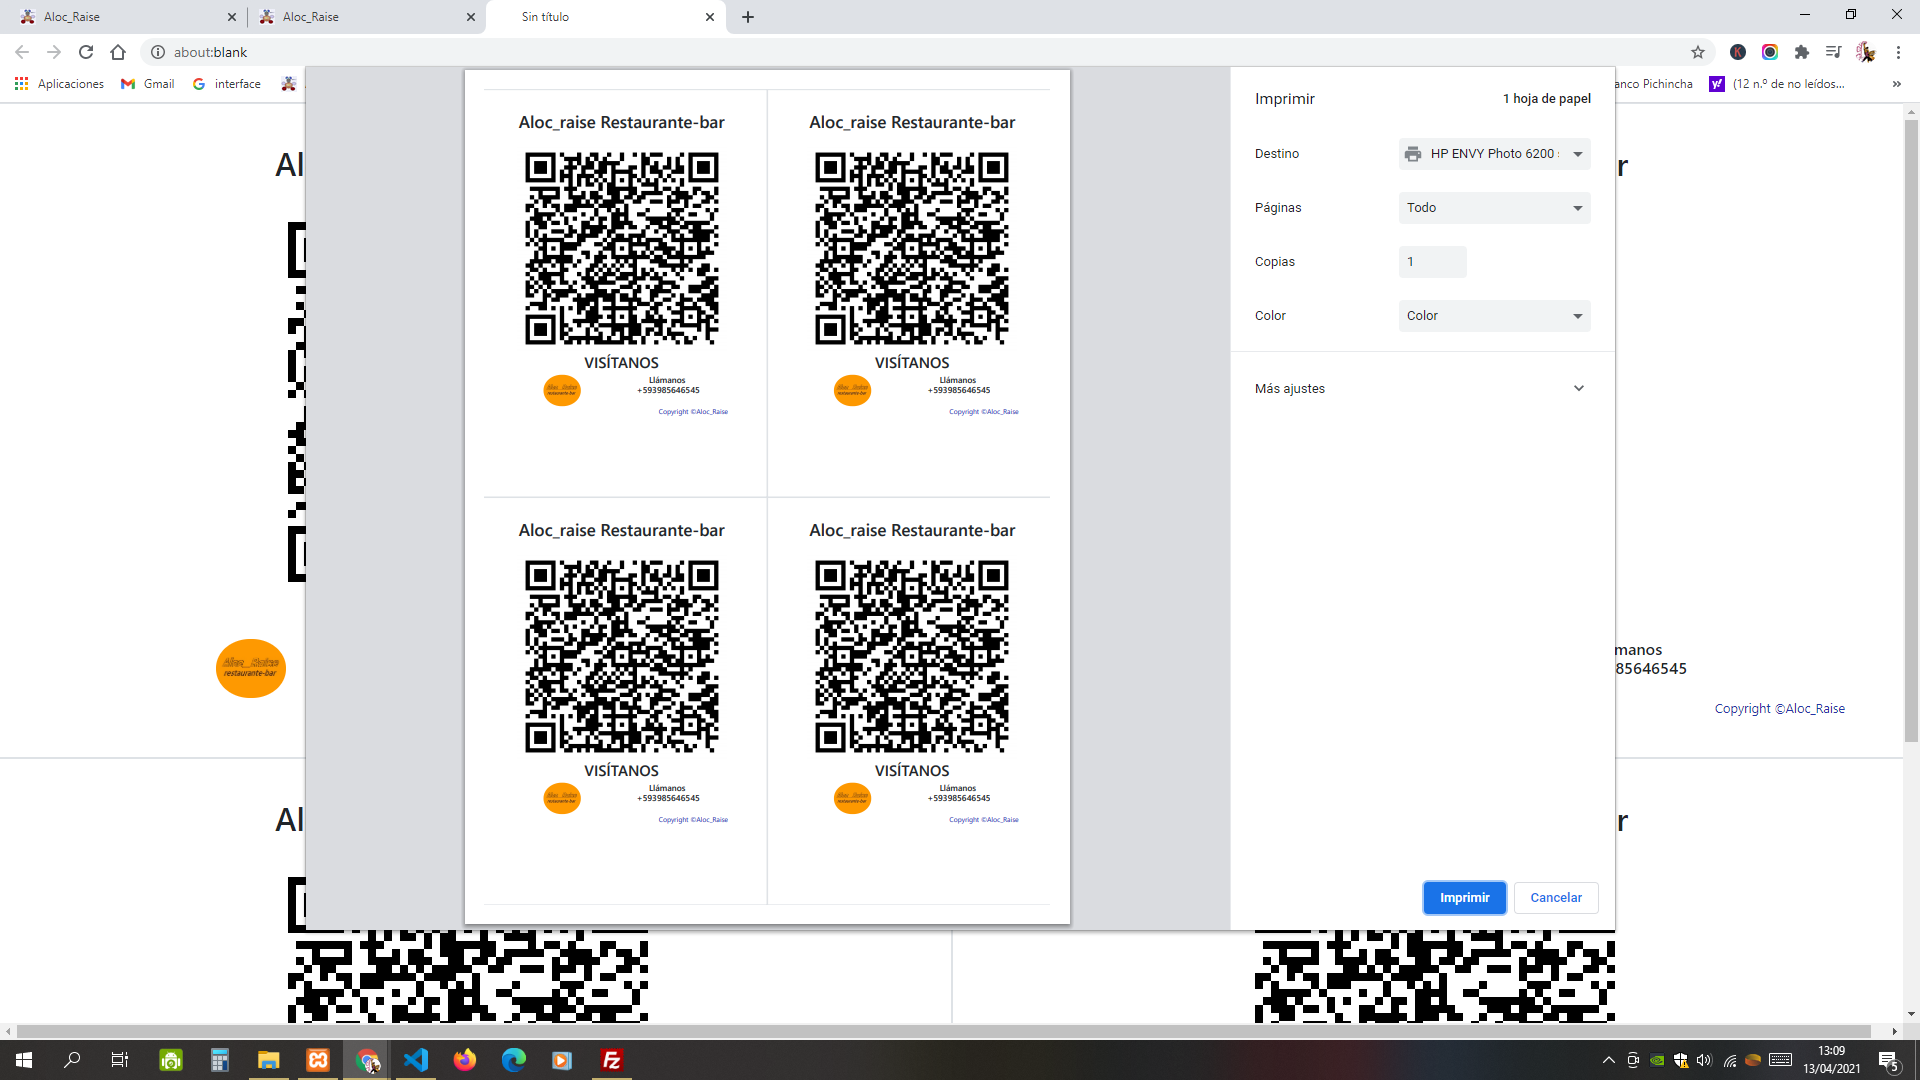 Aloc_Raise
Aloc_Raise
Sin título
about:blank
Aplicaciones
Gmail
interface
anco Pichincha
(12 n.º de no leídos...
Al
r
Aloc_raise Restaurante-bar
Aloc_raise Restaurante-bar
VISÍTANOS
VISÍTANOS
Llámanos
+593985646545
Llámanos
+593985646545
Copyright ©Aloc_Raise
Copyright ©Aloc_Raise
Aloc_raise Restaurante-bar
Aloc_raise Restaurante-bar
VISÍTANOS
VISÍTANOS
Llámanos
+593985646545
Llámanos
+593985646545
Copyright ©Aloc_Raise
Copyright ©Aloc_Raise
Imprimir
1 hoja de papel
Destino
HP ENVY Photo 6200
Páginas
Todo
Copias
1
Color
Color
Más ajustes
Imprimir
Cancelar
Aloc_Raise
restaurante-bar
manos
85646545
Copyright ©Aloc_Raise
Al
r
13:09
13/04/2021
5